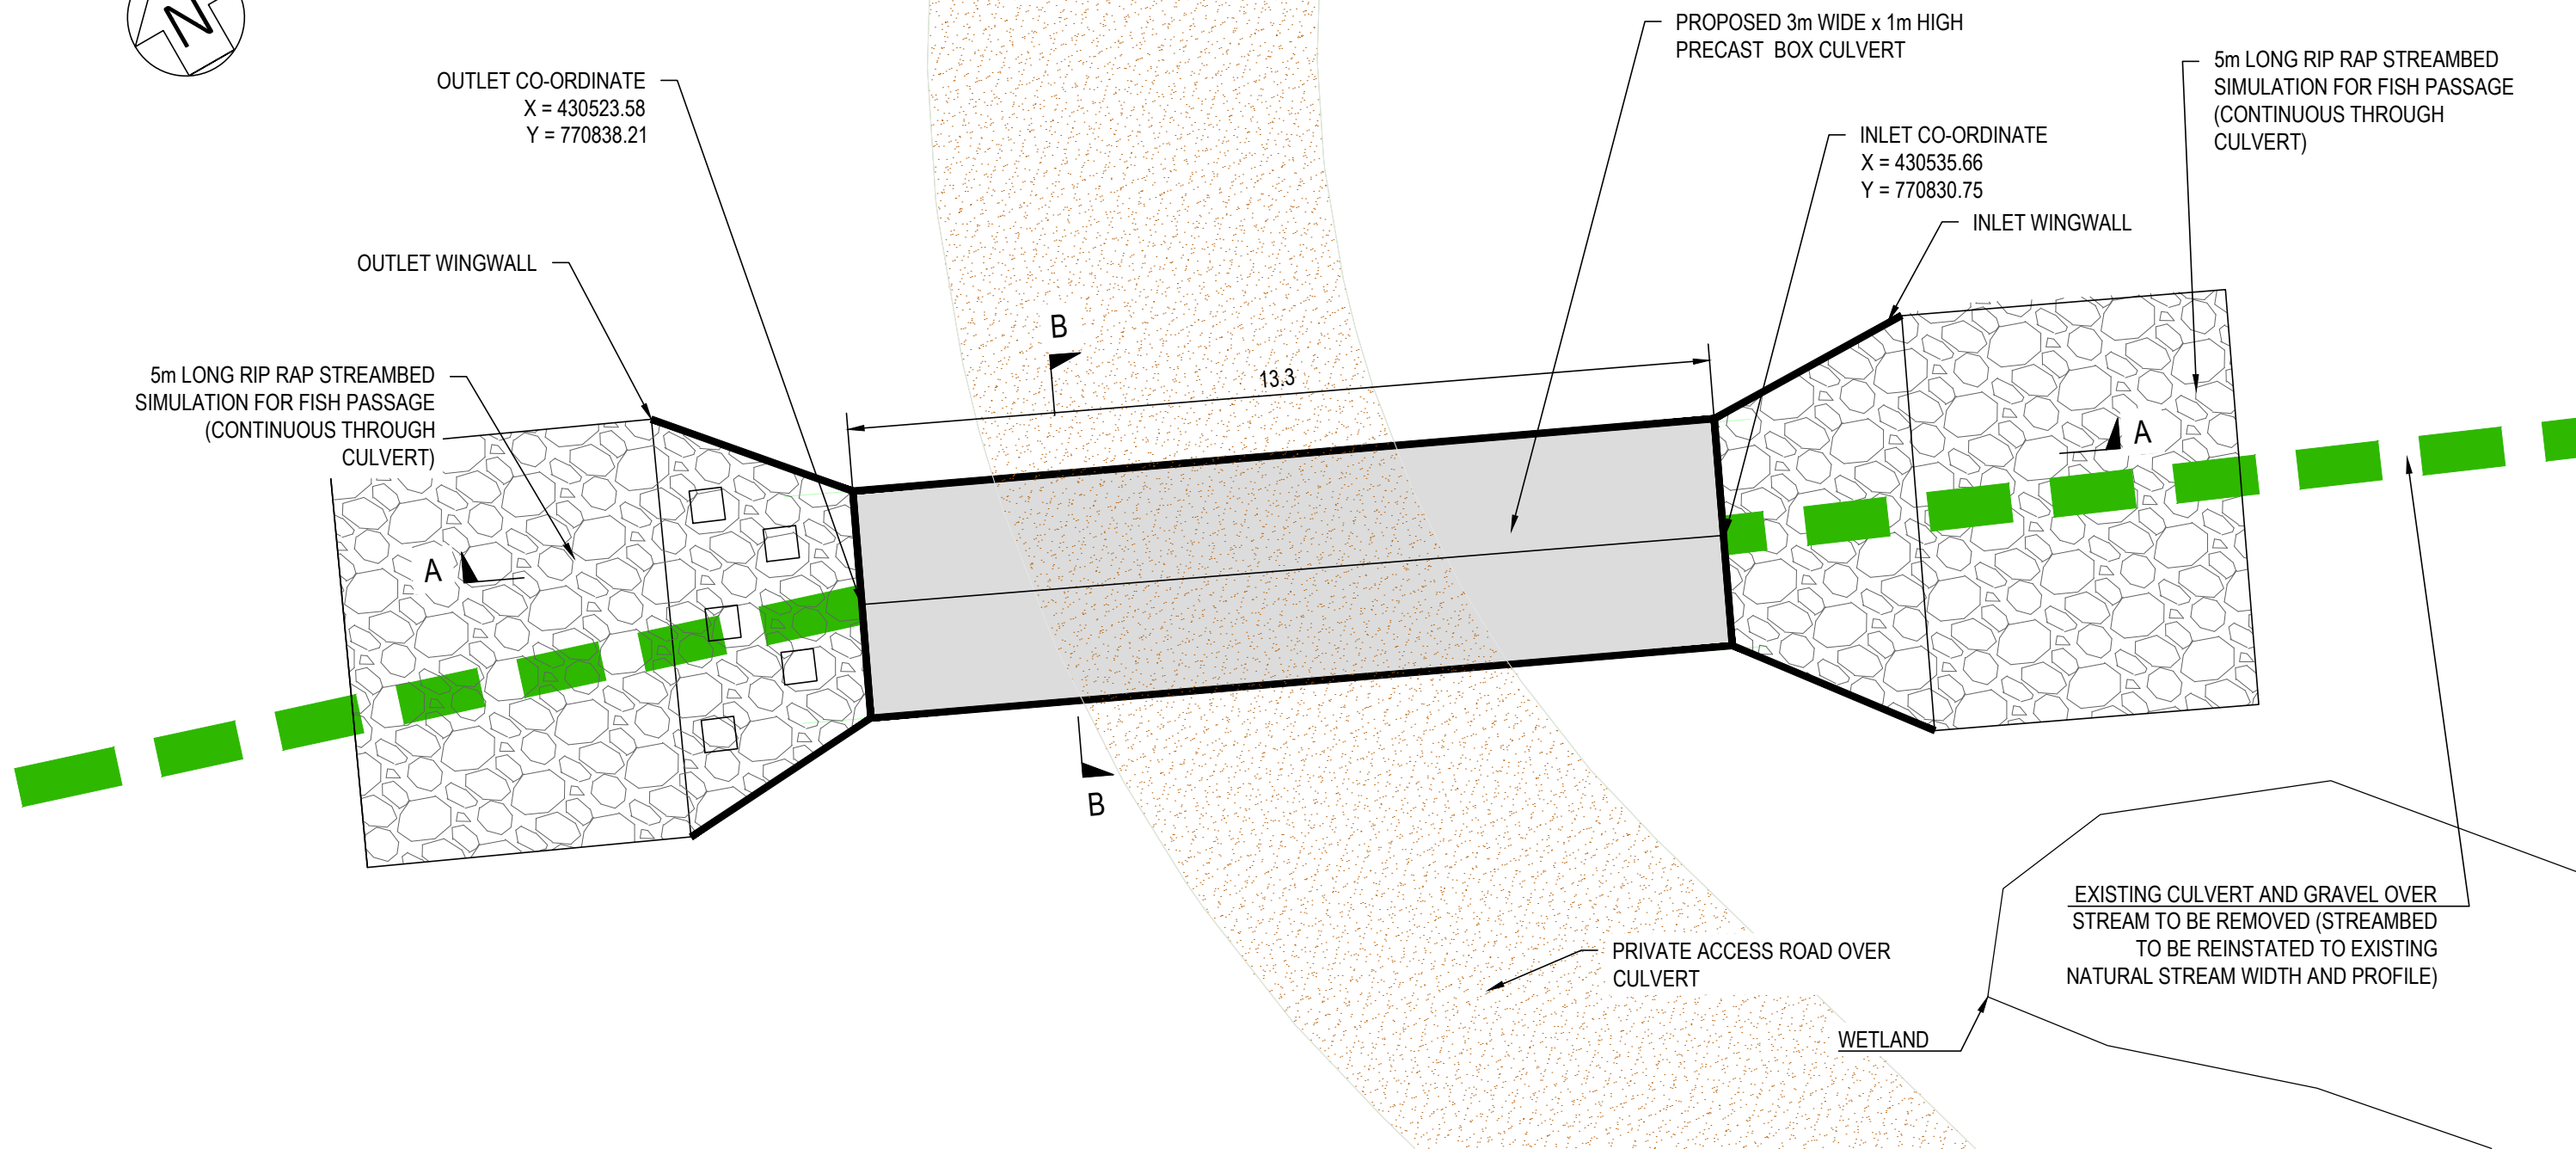 N
PROPOSED 3m WIDE x 1m HIGH
PRECAST BOX CULVERT
5m LONG RIP RAP STREAMBED
SIMULATION FOR FISH PASSAGE
(CONTINUOUS THROUGH
CULVERT)
OUTLET CO-ORDINATE
X = 430523.58
Y = 770838.21
INLET CO-ORDINATE
X = 430535.66
Y = 770830.75
INLET WINGWALL
OUTLET WINGWALL
B
13.3
5m LONG RIP RAP STREAMBED
SIMULATION FOR FISH PASSAGE
(CONTINUOUS THROUGH
CULVERT)
A
A
B
EXISTING CULVERT AND GRAVEL OVER
STREAM TO BE REMOVED (STREAMBED
TO BE REINSTATED TO EXISTING
NATURAL STREAM WIDTH AND PROFILE)
PRIVATE ACCESS ROAD OVER
CULVERT
WETLAND